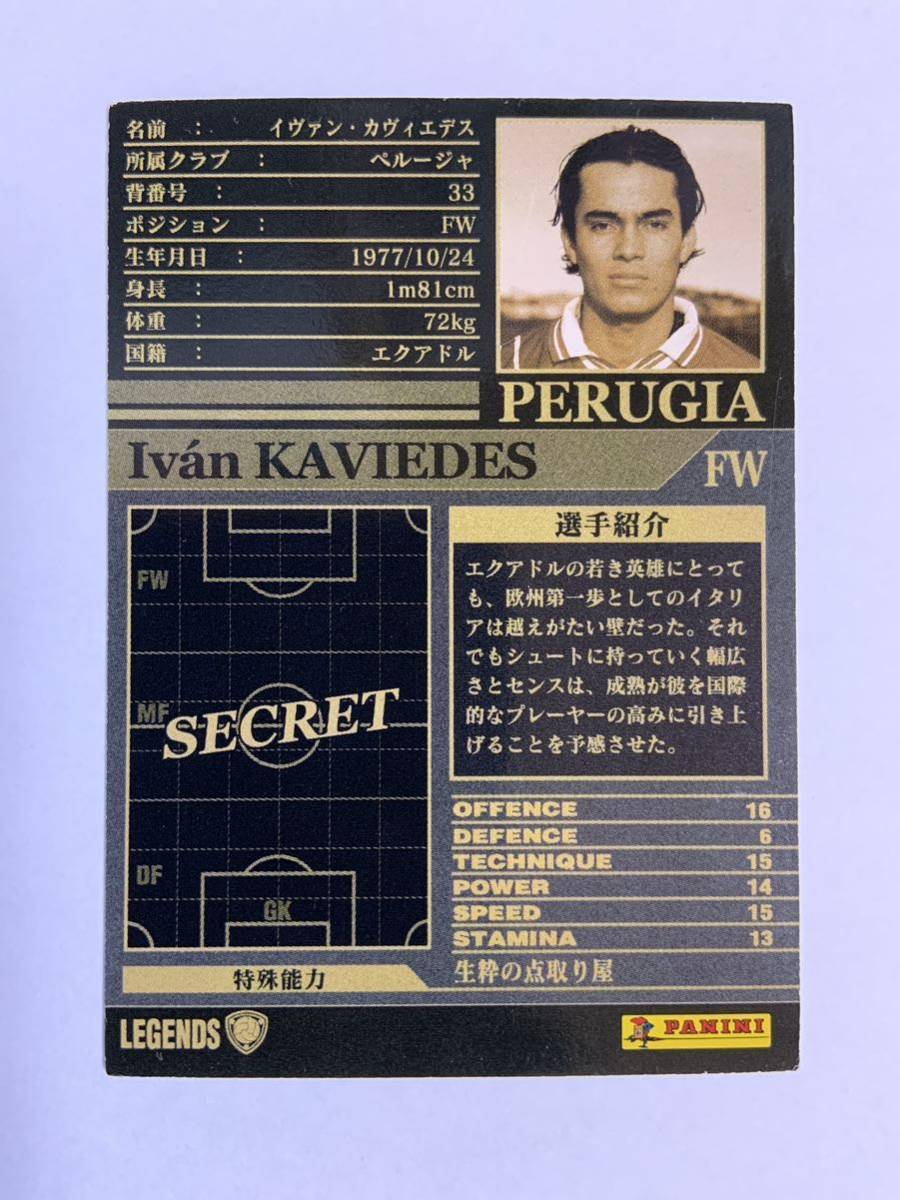 名前 : イヴァン・カヴィエデス
所属クラブ : ペルージャ
背番号 : 33
ポジション : FW
生年月日 : 1977/10/24
身長 : 1m81cm
体重 : 72kg
国籍 : エクアドル
PERUGIA
Iván KAVIEDES
FW
FW
MF
SECRET
DF
GK
選手紹介
エクアドルの若き英雄にとって
も、欧州第一歩としてのイタリ
アは越えがたい壁だった。それ
でもシュートに持っていく幅広
さとセンスは、成熟が彼を国際
的なプレーヤーの高みに引き上
げることを予感させた。
OFFENCE 16
DEFENCE 6
TECHNIQUE 15
POWER 14
SPEED 15
STAMINA 13
特殊能力
生粋の点取り屋
LEGENDS
PANINI